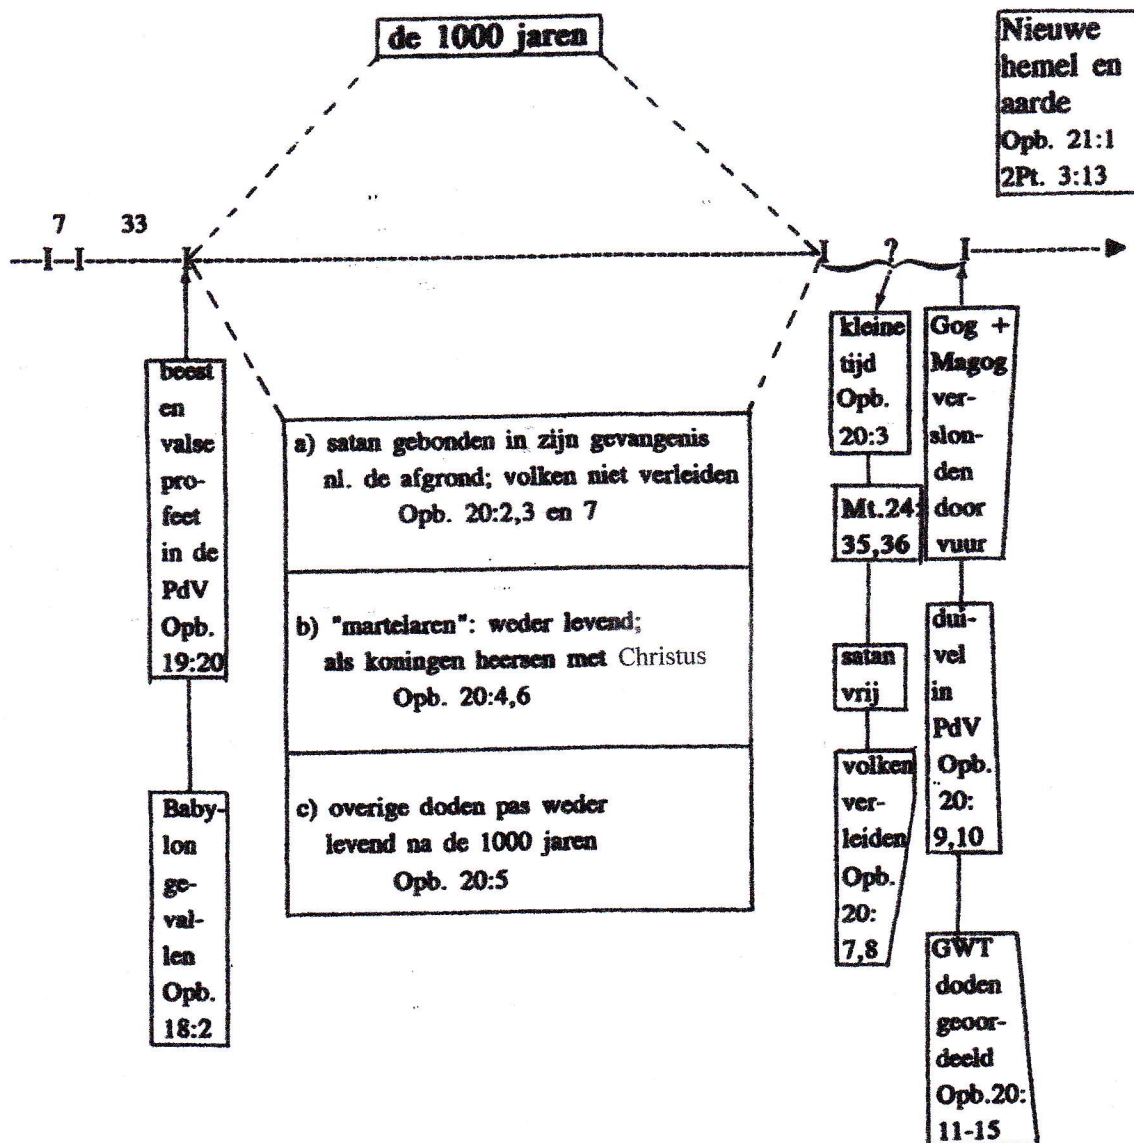 de 1000 jaren
Nieuwe
hemel en
aarde
Opb. 21:1
2Pt. 3:13
7 33
?
beest
en
valse
pro-
feet
in de
PdV
Opb.
19:20
Baby-
lon
ge-
val-
len
Opb.
18:2
a) satan gebonden in zijn gevangenis
nl. de afgrond; volken niet verleiden
Opb. 20:2,3 en 7
b) "martelaren": weder levend;
als koningen heersen met Christus
Opb. 20:4,6
c) overige doden pas weder
levend na de 1000 jaren
Opb. 20:5
kleine
tijd
Opb.
20:3
Mt.24:
35,36
satan
vrij
volken
ver-
leiden
Opb.
20:
7,8
Gog +
Magog
ver-
slon-
den
door
vuur
dui-
vel
in
PdV
Opb.
20:
9,10
GWT
doden
geoor-
deeld
Opb.20:
11-15